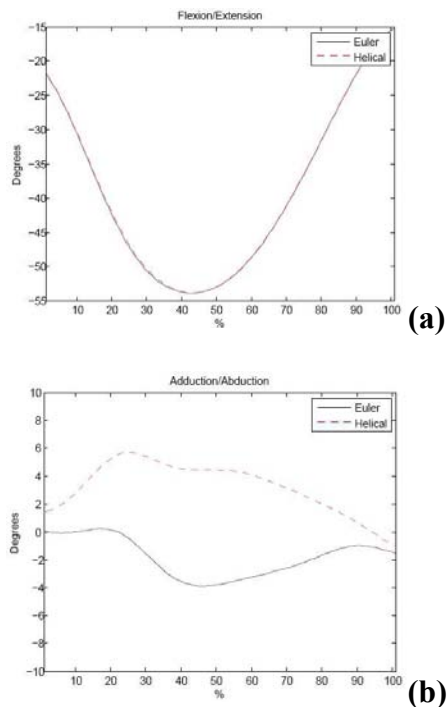 Flexion/Extension
Euler
Helical
Degrees
−15
−20
−25
−30
−35
−40
−45
−50
−55
10 20 30 40 50 60 70 80 90 100
%
(a)
Adduction/Abduction
Euler
Helical
Degrees
10
8
6
4
2
0
−2
−4
−6
−8
−10
10 20 30 40 50 60 70 80 90 100
%
(b)